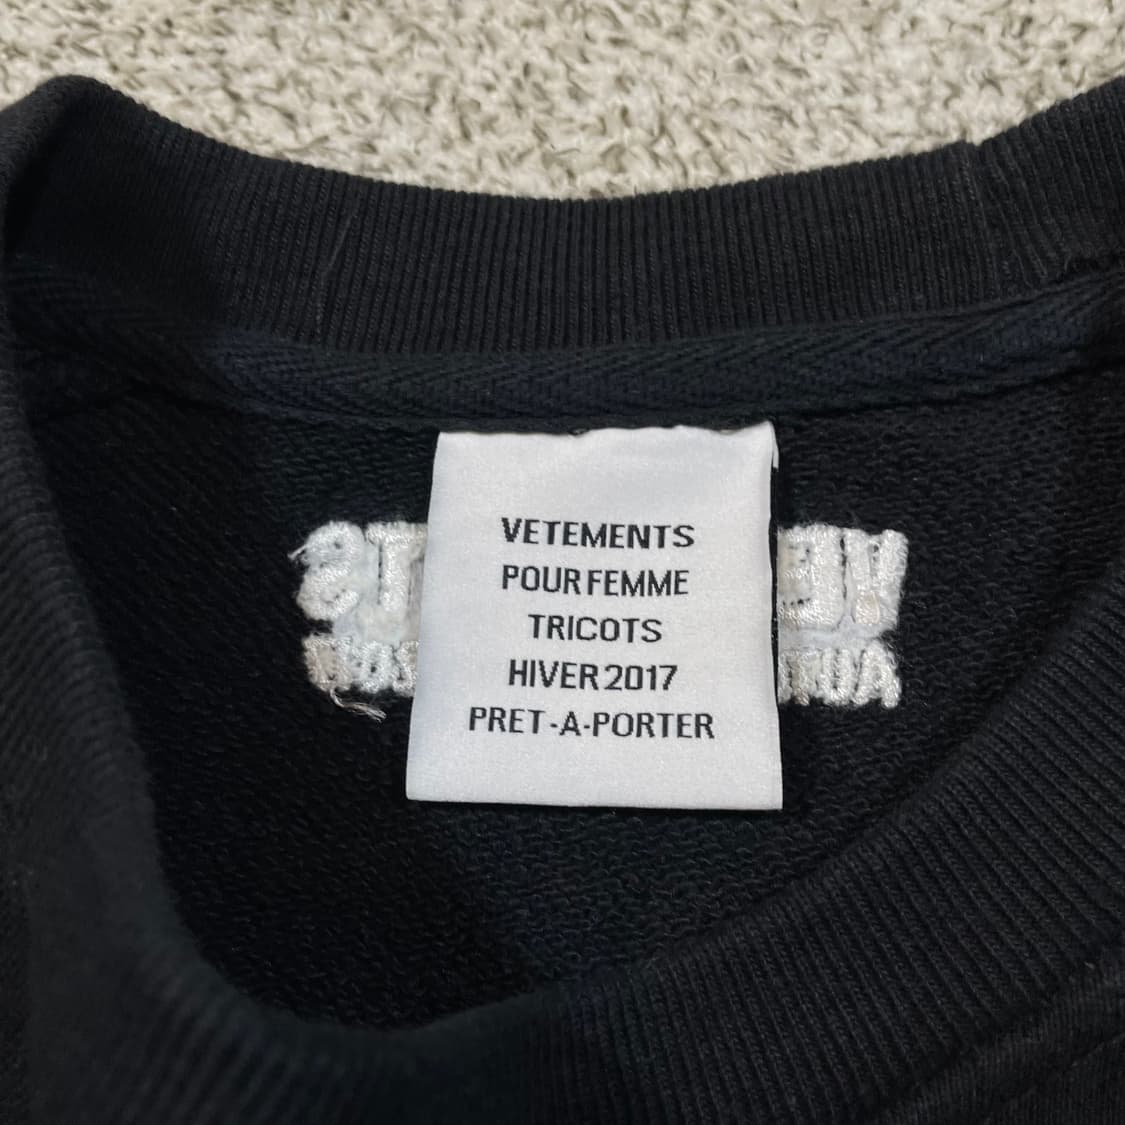 VETEMENTS
POUR FEMME
TRICOTS
HIVER 2017
PRET-A-PORTER